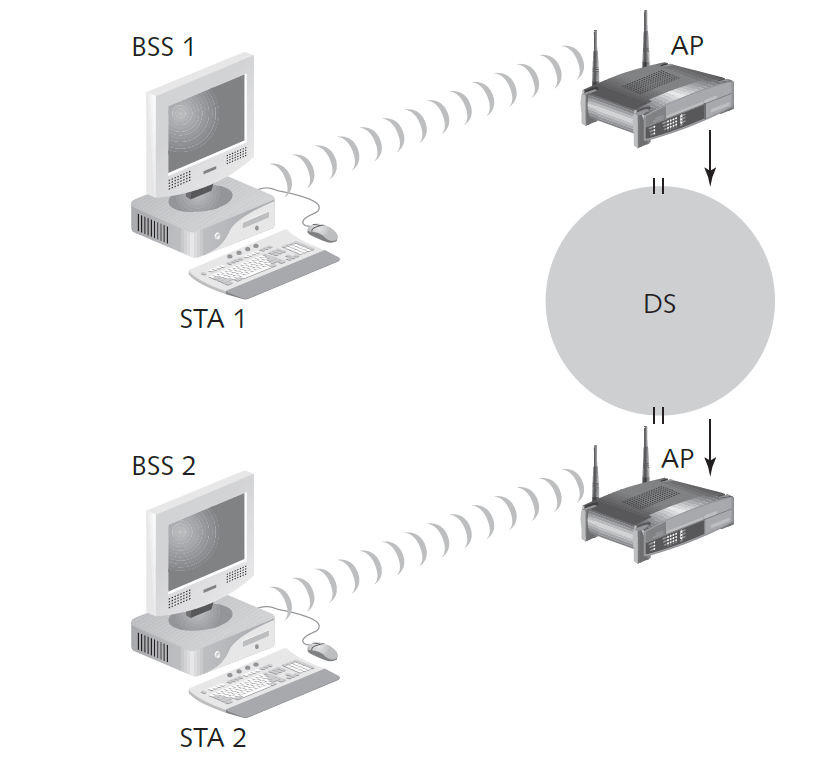 BSS 1
AP
STA 1
DS
BSS 2
AP
STA 2